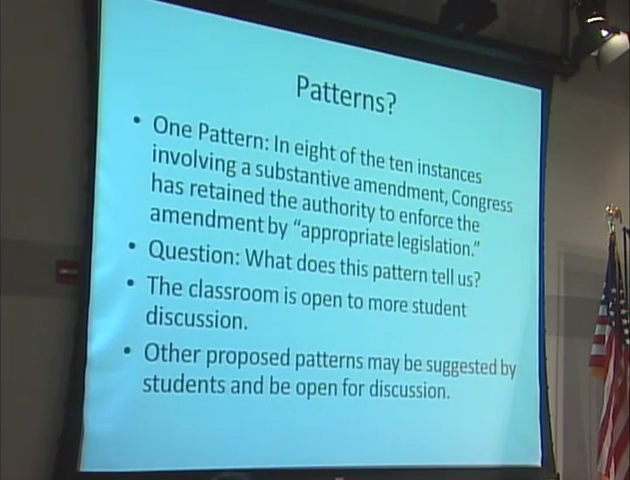 Patterns?
• One Pattern: In eight of the ten instances
involving a substantive amendment, Congress
has retained the authority to enforce the
amendment by “appropriate legislation.”
• Question: What does this pattern tell us?
• The classroom is open to more student
discussion.
• Other proposed patterns may be suggested by
students and be open for discussion.